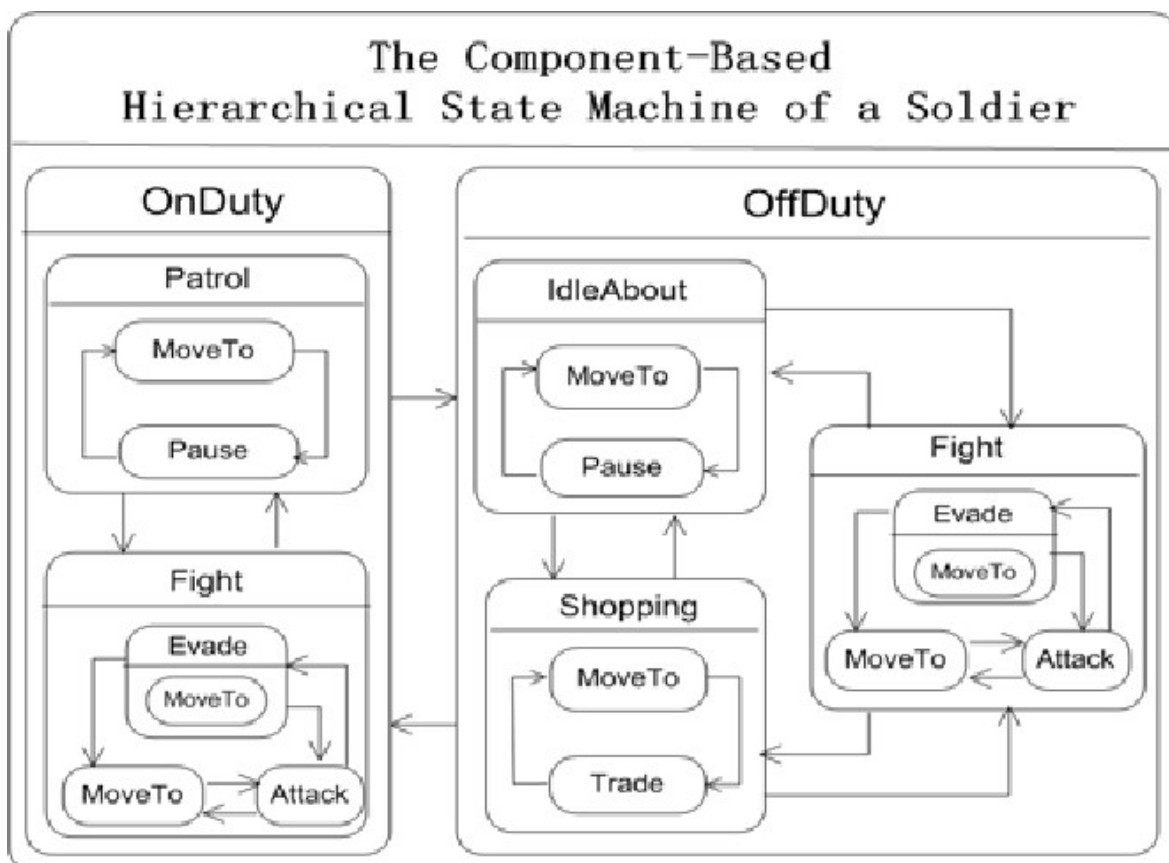 The Component-Based
Hierarchical State Machine of a Soldier
OnDuty
Patrol
MoveTo
Pause
Fight
Evade
MoveTo
MoveTo
Attack
OffDuty
IdleAbout
MoveTo
Pause
Shopping
MoveTo
Trade
Fight
Evade
MoveTo
MoveTo
Attack